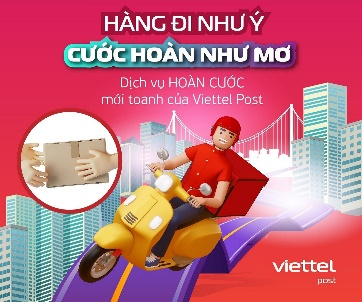 HÀNG ĐI NHƯ Ý
CƯỚC HOÀN NHƯ MƠ
Dịch vụ HOÀN CƯỚC
mới toanh của Viettel Post
viettel
post